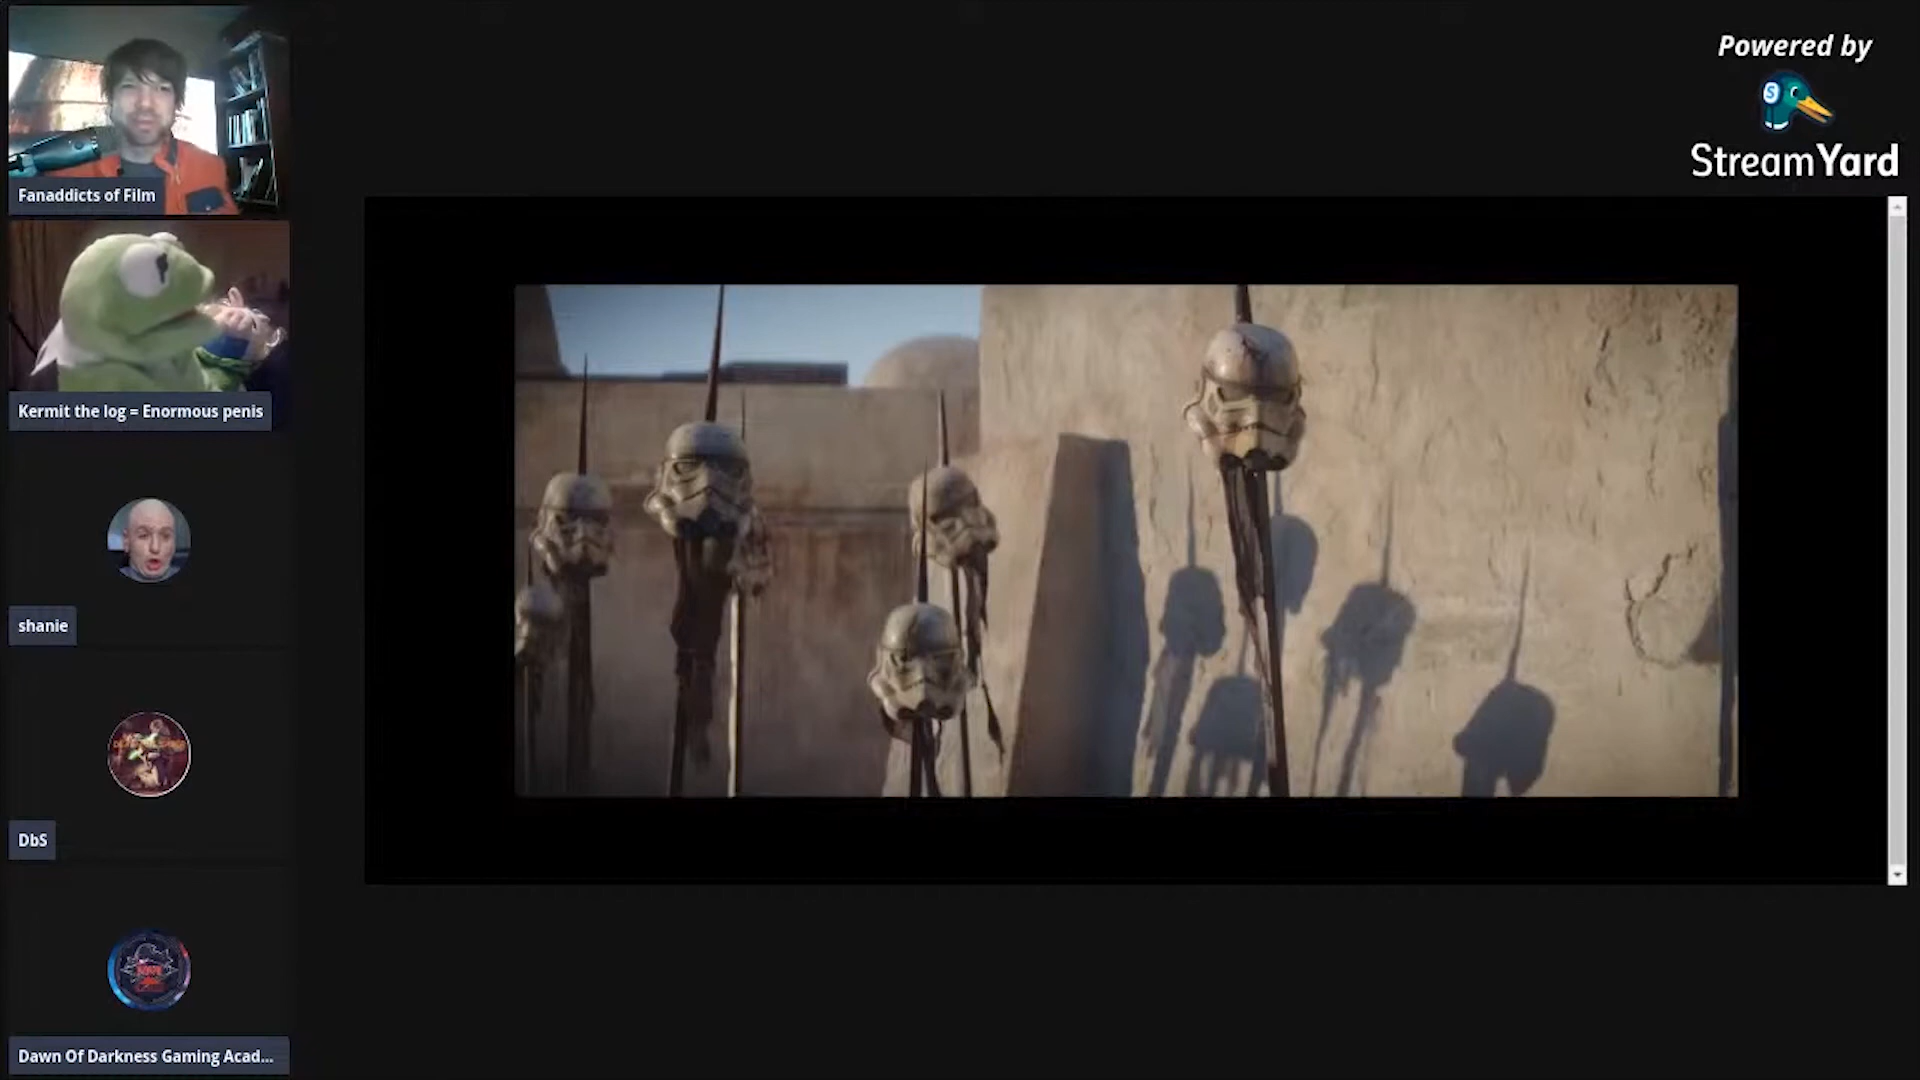 Powered by
StreamYard
Fanaddicts of Film
Kermit the log = Enormous penis
shanie
DbS
Dawn Of Darkness Gaming Acad...